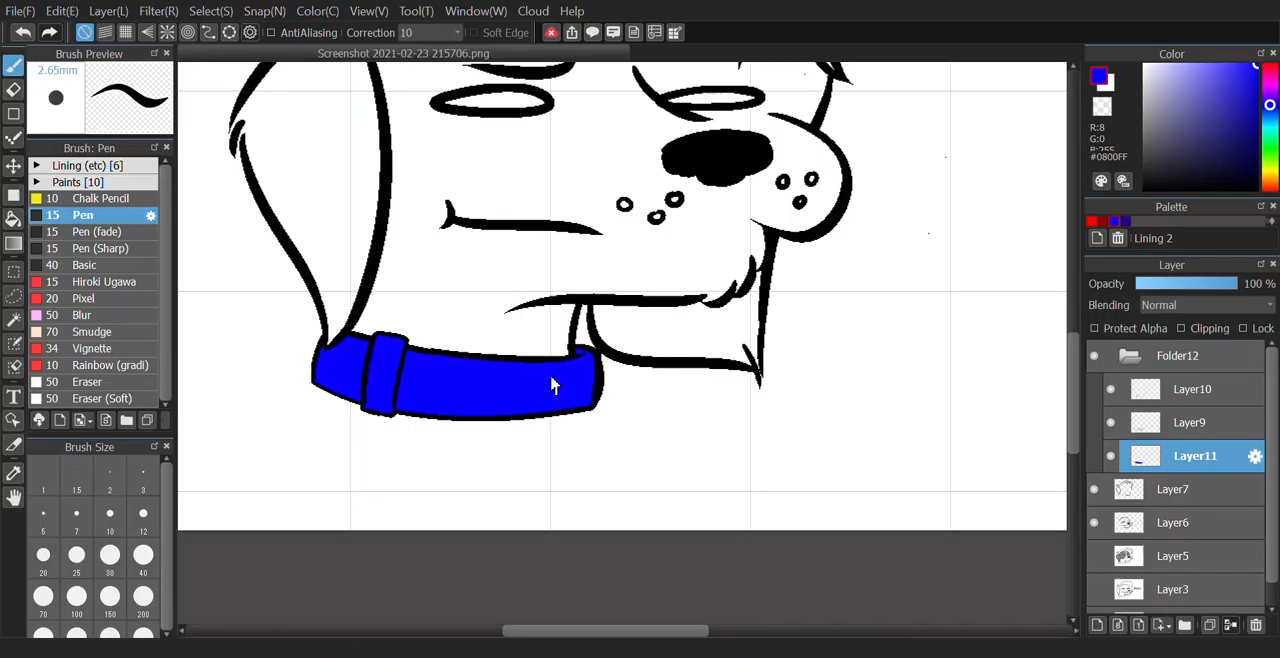 File(F) Edit(E) Layer(L) Filter(R) Select(S) Snap(N) Color(C) View(V) Tool(T) Window(W) Cloud Help
AntiAliasing Correction 10 Soft Edge
Brush Preview
2.65mm
Brush: Pen
Lining (etc) [6]
Paints [10]
10 Chalk Pencil
15 Pen
15 Pen (fade)
15 Pen (Sharp)
40 Basic
15 Hiroki Ugawa
20 Pixel
50 Blur
70 Smudge
34 Vignette
10 Rainbow (gradi)
50 Eraser
50 Eraser (Soft)
Brush Size
1 1.5 2 3
5 7 10 12
20 25 30 40
70 100 150 200
Screenshot 2021-02-23 215706.png
Color
R:8
G:0
B:255
#0800FF
Palette
Lining 2
Layer
Opacity 100 %
Blending Normal
Protect Alpha Clipping Lock
Folder12
Layer10
Layer9
Layer11
Layer7
Layer6
Layer5
Layer3